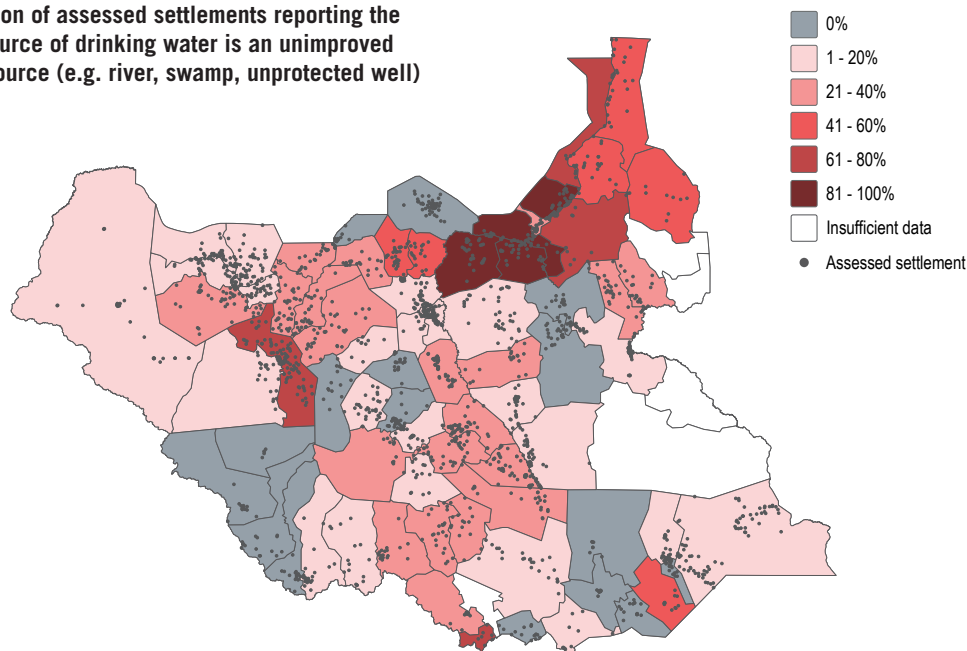 ion of assessed settlements reporting the
urce of drinking water is an unimproved
ource (e.g. river, swamp, unprotected well)
0%
1 - 20%
21 - 40%
41 - 60%
61 - 80%
81 - 100%
Insufficient data
Assessed settlement